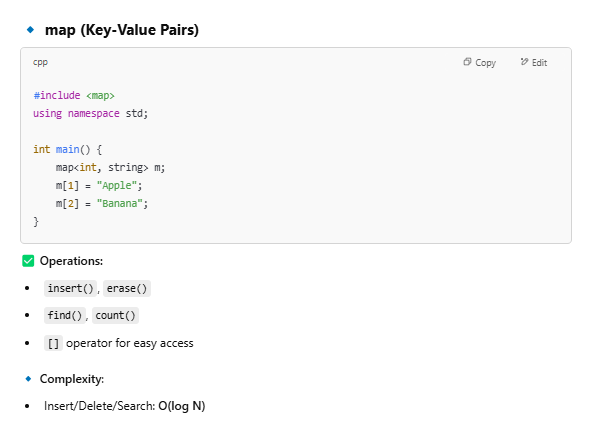 map (Key-Value Pairs)
cpp Copy Edit
#include <map>
using namespace std;
int main() {
    map<int, string> m;
    m[1] = "Apple";
    m[2] = "Banana";
}
Operations:
• insert(), erase()
• find(), count()
• [] operator for easy access
Complexity:
• Insert/Delete/Search: O(log N)